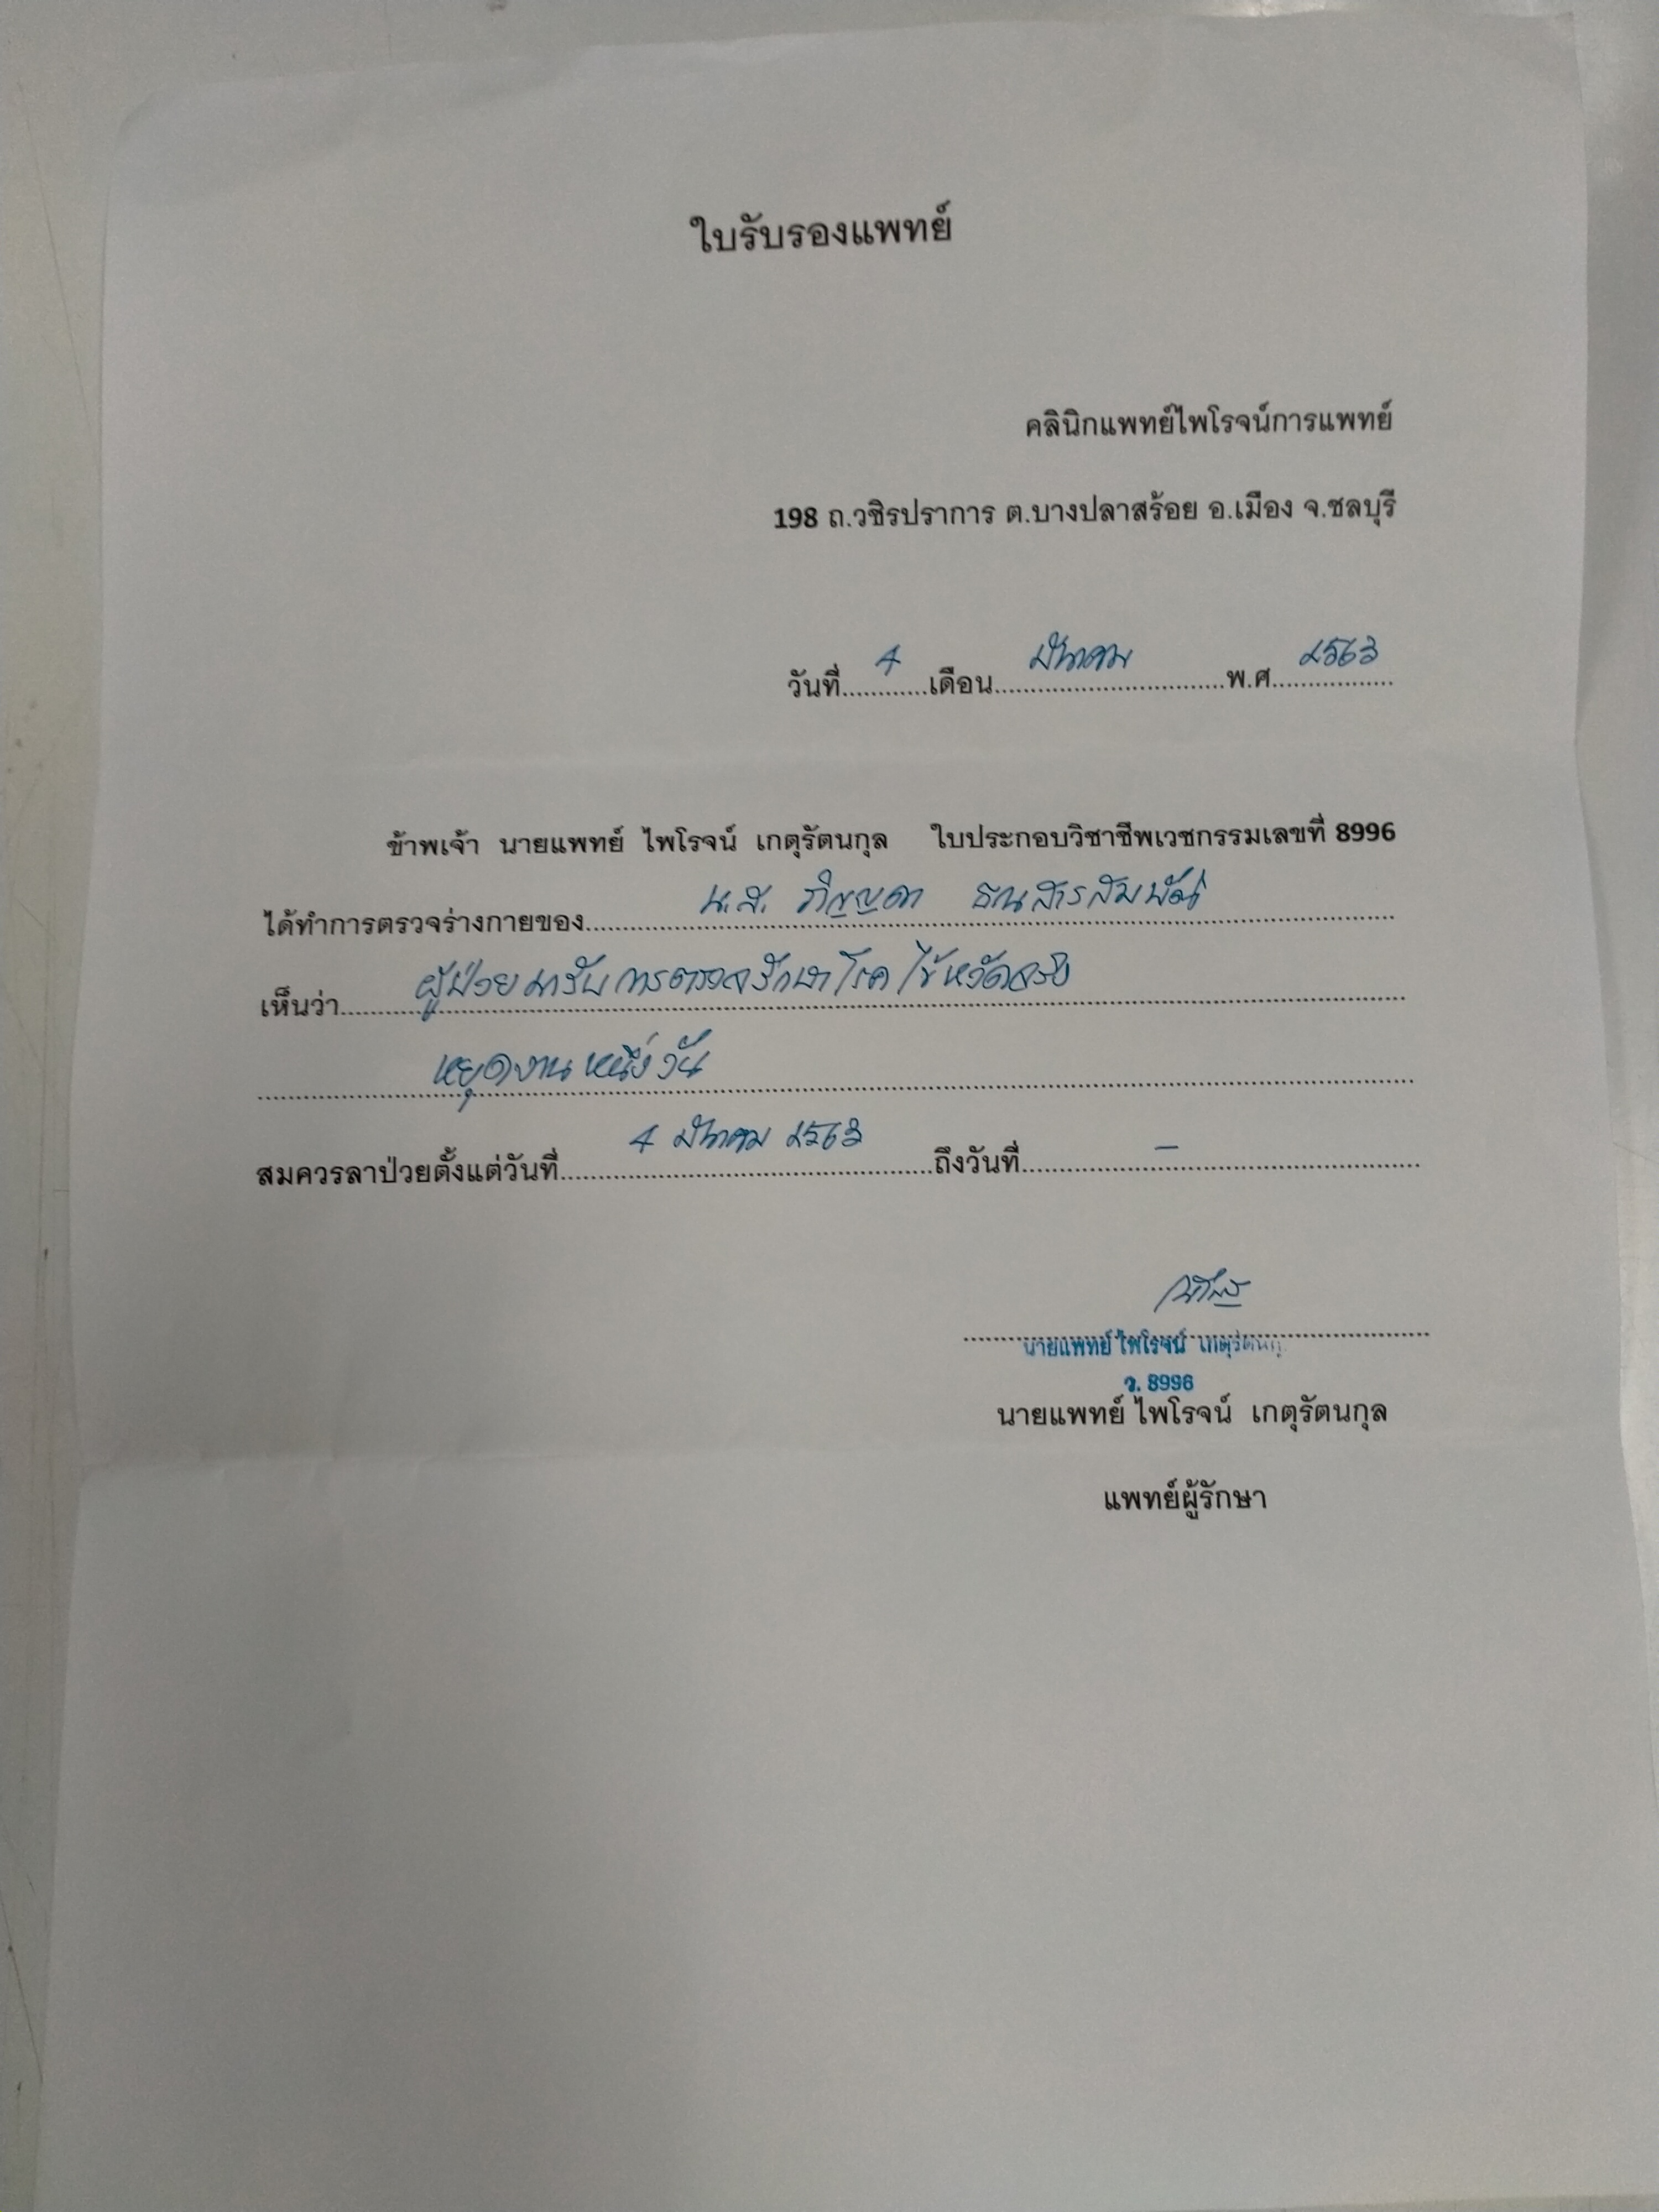 ใบรับรองแพทย์
คลินิกแพทย์ไพโรจน์การแพทย์
198 ถ.วชิรปราการ ต.บางปลาสร้อย อ.เมือง จ.ชลบุรี
วันที่............4............เดือน............มีนาคม............พ.ศ............๒๕๖๓............
ข้าพเจ้า นายแพทย์ ไพโรจน์ เกตุรัตนกุล ใบประกอบวิชาชีพเวชกรรมเลขที่ 8996
ได้ทำการตรวจร่างกายของ............น.ส. ธนสารสัมพันธ์............
เห็นว่า............ผู้ป่วยมารับการตรวจรักษาโรคไข้หวัดจริง............
............หยุดงานหนึ่งวัน............
สมควรลาป่วยตั้งแต่วันที่............4 มีนาคม ๒๕๖๓............ถึงวันที่............–............
นายแพทย์ ไพโรจน์ เกตุรัตนกุ
ว. 8996
นายแพทย์ ไพโรจน์ เกตุรัตนกุล
แพทย์ผู้รักษา